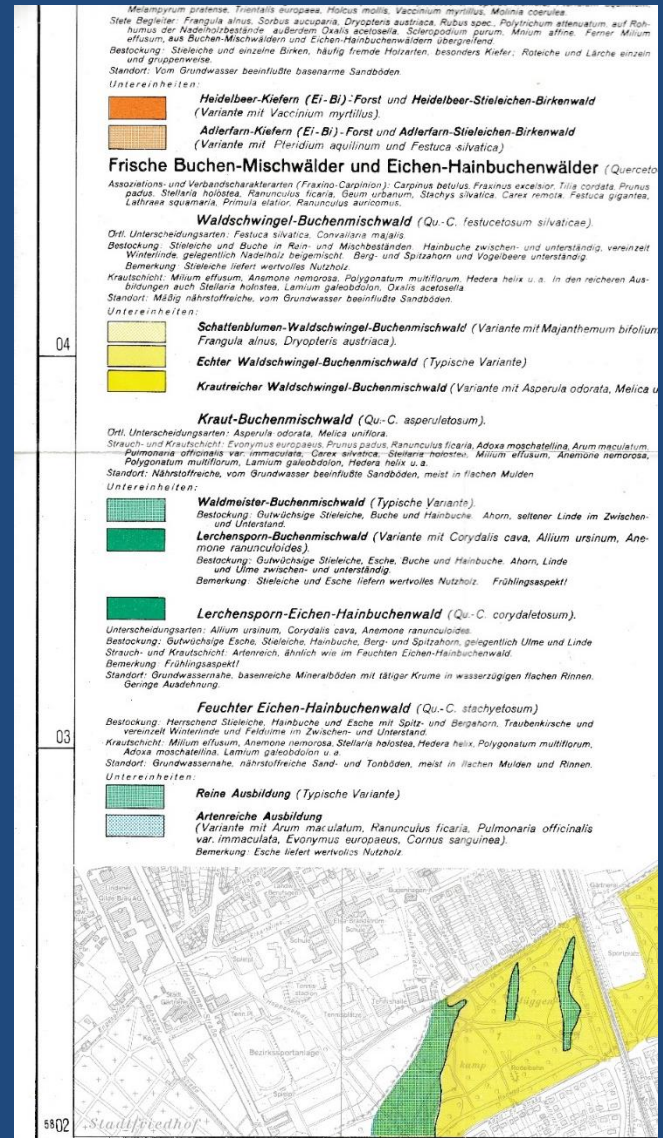 Melampyrum pratense, Trientalis europaea, Holcus mollis, Vaccinium myrtillus, Molinia coerulea.
Stete Begleiter: Frangula alnus, Sorbus aucuparia, Dryopteris austriaca, Rubus spec., Polytrichum attenuatum, auf Roh-
humus der Nadelholzbestände außerdem Oxalis acetosella, Scleropodium purum, Mnium affine. Ferner Milium
effusum, aus Buchen-Mischwäldern und Eichen-Hainbuchenwäldern übergreifend.
Bestockung: Stieleiche und einzelne Birken, häufig fremde Holzarten, besonders Kiefer; Roteiche und Lärche einzeln
und gruppenweise.
Standort: Vom Grundwasser beeinflußte basenarme Sandböden.
Untereinheiten:
Heidelbeer-Kiefern (Ei-Bi)-Forst und Heidelbeer-Stieleichen-Birkenwald
(Variante mit Vaccinium myrtillus).
Adlerfarn-Kiefern (Ei-Bi)-Forst und Adlerfarn-Stieleichen-Birkenwald
(Variante mit Pteridium aquilinum und Festuca silvatica)
Frische Buchen-Mischwälder und Eichen-Hainbuchenwälder (Querceto
Assoziations- und Verbandscharakterarten (Fraxino-Carpinion): Carpinus betulus, Fraxinus excelsior, Tilia cordata, Prunus
padus, Stellaria holostea, Ranunculus ficaria, Geum urbanum, Stachys silvatica, Carex remota, Festuca gigantea,
Lathraea squamaria, Primula elatior, Ranunculus auricomus.
Waldschwingel-Buchenmischwald (Qu.-C. festucetosum silvaticae).
Örtl. Unterscheidungsarten: Festuca silvatica, Convallaria majalis.
Bestockung: Stieleiche und Buche in Rein- und Mischbeständen. Hainbuche zwischen- und unterständig, vereinzelt
Winterlinde, gelegentlich Nadelholz beigemischt. Berg- und Spitzahorn und Vogelbeere unterständig.
Bemerkung: Stieleiche liefert wertvolles Nutzholz.
Krautschicht: Milium effusum, Anemone nemorosa, Polygonatum multiflorum, Hedera helix u. a. In den reicheren Aus-
bildungen auch Stellaria holostea, Lamium galeobdolon, Oxalis acetosella
Standort: Mäßig nährstoffreiche, vom Grundwasser beeinflußte Sandböden.
Untereinheiten:
Schattenblumen-Waldschwingel-Buchenmischwald (Variante mit Majanthemum bifolium
Frangula alnus, Dryopteris austriaca).
04
Echter Waldschwingel-Buchenmischwald (Typische Variante)
Krautreicher Waldschwingel-Buchenmischwald (Variante mit Asperula odorata, Melica u
Kraut-Buchenmischwald (Qu.-C. asperuletosum).
Örtl. Unterscheidungsarten: Asperula odorata, Melica uniflora.
Strauch- und Krautschicht: Evonymus europaeus, Prunus padus, Ranunculus ficaria, Adoxa moschatellina, Arum maculatum,
Pulmonaria officinalis var. immaculata, Carex silvatica, Stellaria holostea, Milium effusum, Anemone nemorosa,
Polygonatum multiflorum, Lamium galeobdolon, Hedera helix u. a.
Standort: Nährstoffreiche, vom Grundwasser beeinflußte Sandböden, meist in flachen Mulden
Untereinheiten:
Waldmeister-Buchenmischwald (Typische Variante).
Bestockung: Gutwüchsige Stieleiche, Buche und Hainbuche. Ahorn, seltener Linde im Zwischen-
und Unterstand.
Lerchensporn-Buchenmischwald (Variante mit Corydalis cava, Allium ursinum, Ane-
mone ranunculoides).
Bestockung: Gutwüchsige Stieleiche, Esche, Buche und Hainbuche. Ahorn, Linde
und Ulme zwischen- und unterständig.
Bemerkung: Stieleiche und Esche liefern wertvolles Nutzholz. Frühlingsaspekt!
Lerchensporn-Eichen-Hainbuchenwald (Qu.-C. corydaletosum).
Unterscheidungsarten: Allium ursinum, Corydalis cava, Anemone ranunculoides.
Bestockung: Gutwüchsige Esche, Stieleiche, Hainbuche, Berg- und Spitzahorn, gelegentlich Ulme und Linde
Strauch- und Krautschicht: Artenreich, ähnlich wie im Feuchten Eichen-Hainbuchenwald.
Bemerkung: Frühlingsaspekt!
Standort: Grundwassernahe, basenreiche Mineralböden mit tätiger Krume in wasserzügigen flachen Rinnen.
Geringe Ausdehnung.
Feuchter Eichen-Hainbuchenwald (Qu.-C. stachyetosum)
Bestockung: Herrschend Stieleiche, Hainbuche und Esche mit Spitz- und Bergahorn, Traubenkirsche und
vereinzelt Winterlinde und Feldulme im Zwischen- und Unterstand.
03
Krautschicht: Milium effusum, Anemone nemorosa, Stellaria holostea, Hedera helix, Polygonatum multiflorum,
Adoxa moschatellina, Lamium galeobdolon u. a.
Standort: Grundwassernahe, nährstoffreiche Sand- und Tonböden, meist in flachen Mulden und Rinnen.
Untereinheiten:
Reine Ausbildung (Typische Variante)
Artenreiche Ausbildung
(Variante mit Arum maculatum, Ranunculus ficaria, Pulmonaria officinalis
var. immaculata, Evonymus europaeus, Cornus sanguinea).
Bemerkung: Esche liefert wertvolles Nutzholz.
Lindener
Gilde Bräu AG
Schule
Sportplatz
Bezirkssportanlage
kamp
5802
Stadtfriedhof